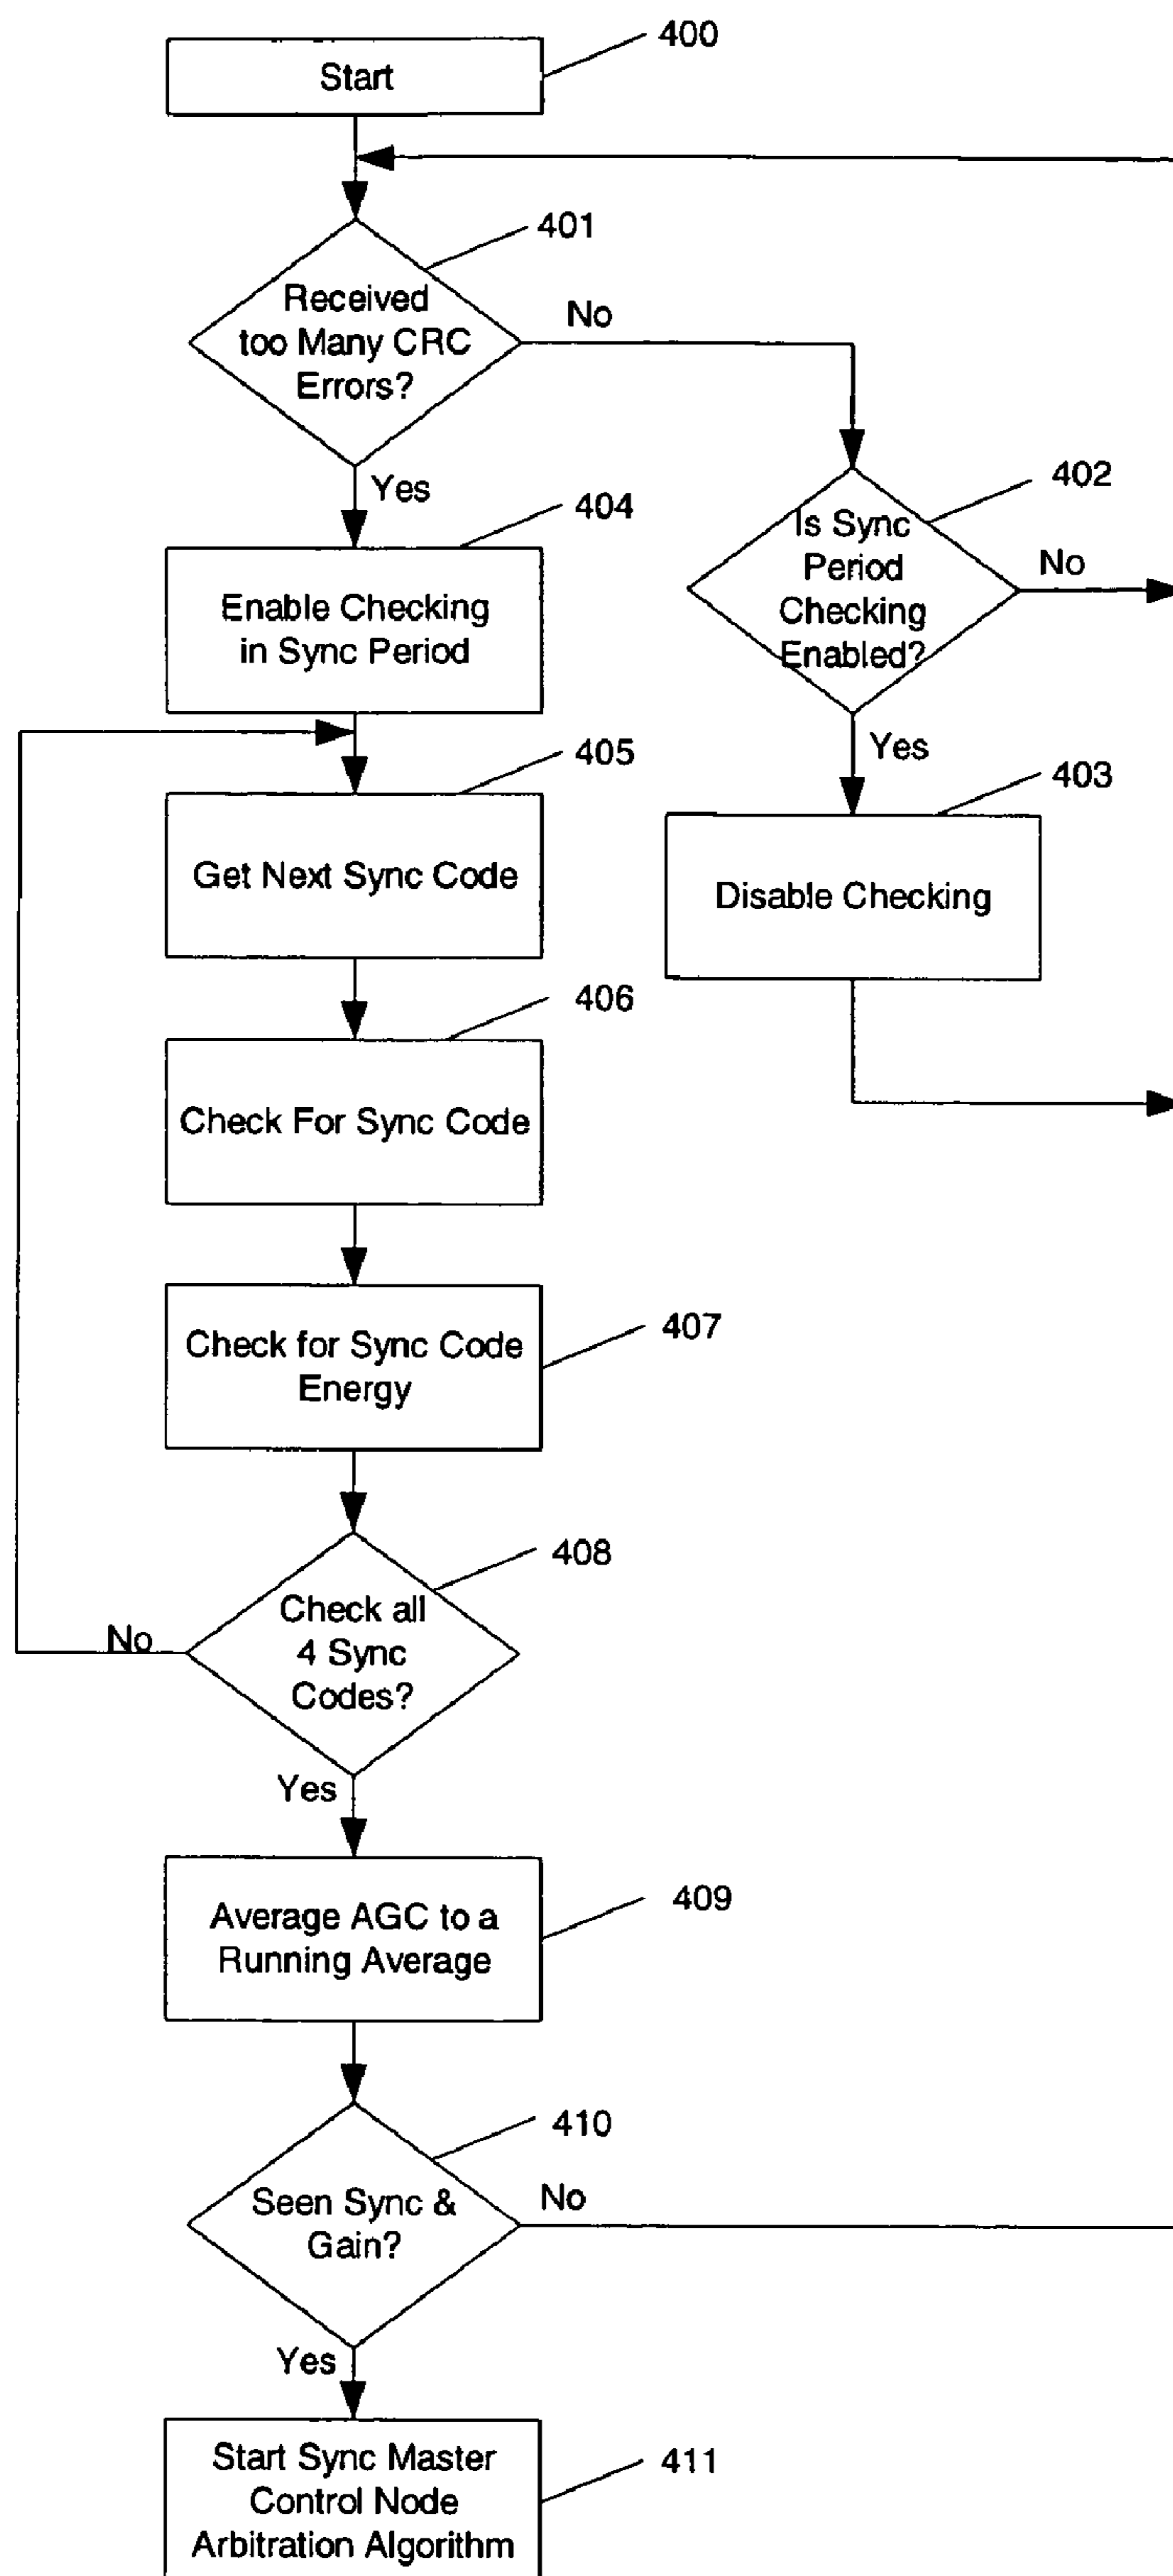 400
Start
401
Received
too Many CRC
Errors?
No
Yes
402
Is Sync
Period
Checking
Enabled?
No
Yes
404
Enable Checking
in Sync Period
403
Disable Checking
405
Get Next Sync Code
406
Check For Sync Code
407
Check for Sync Code
Energy
408
Check all
4 Sync
Codes?
No
Yes
409
Average AGC to a
Running Average
410
Seen Sync &
Gain?
No
Yes
411
Start Sync Master
Control Node
Arbitration Algorithm